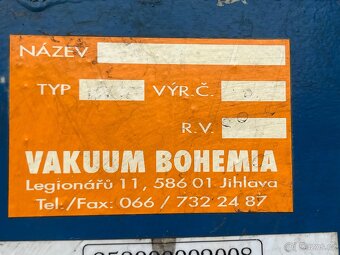 NÁZEV
TYP VÝR.Č.
R.V.
VAKUUM BOHEMIA
Legionářů 11, 586 01 Jihlava
Tel./Fax: 066 / 732 24 87